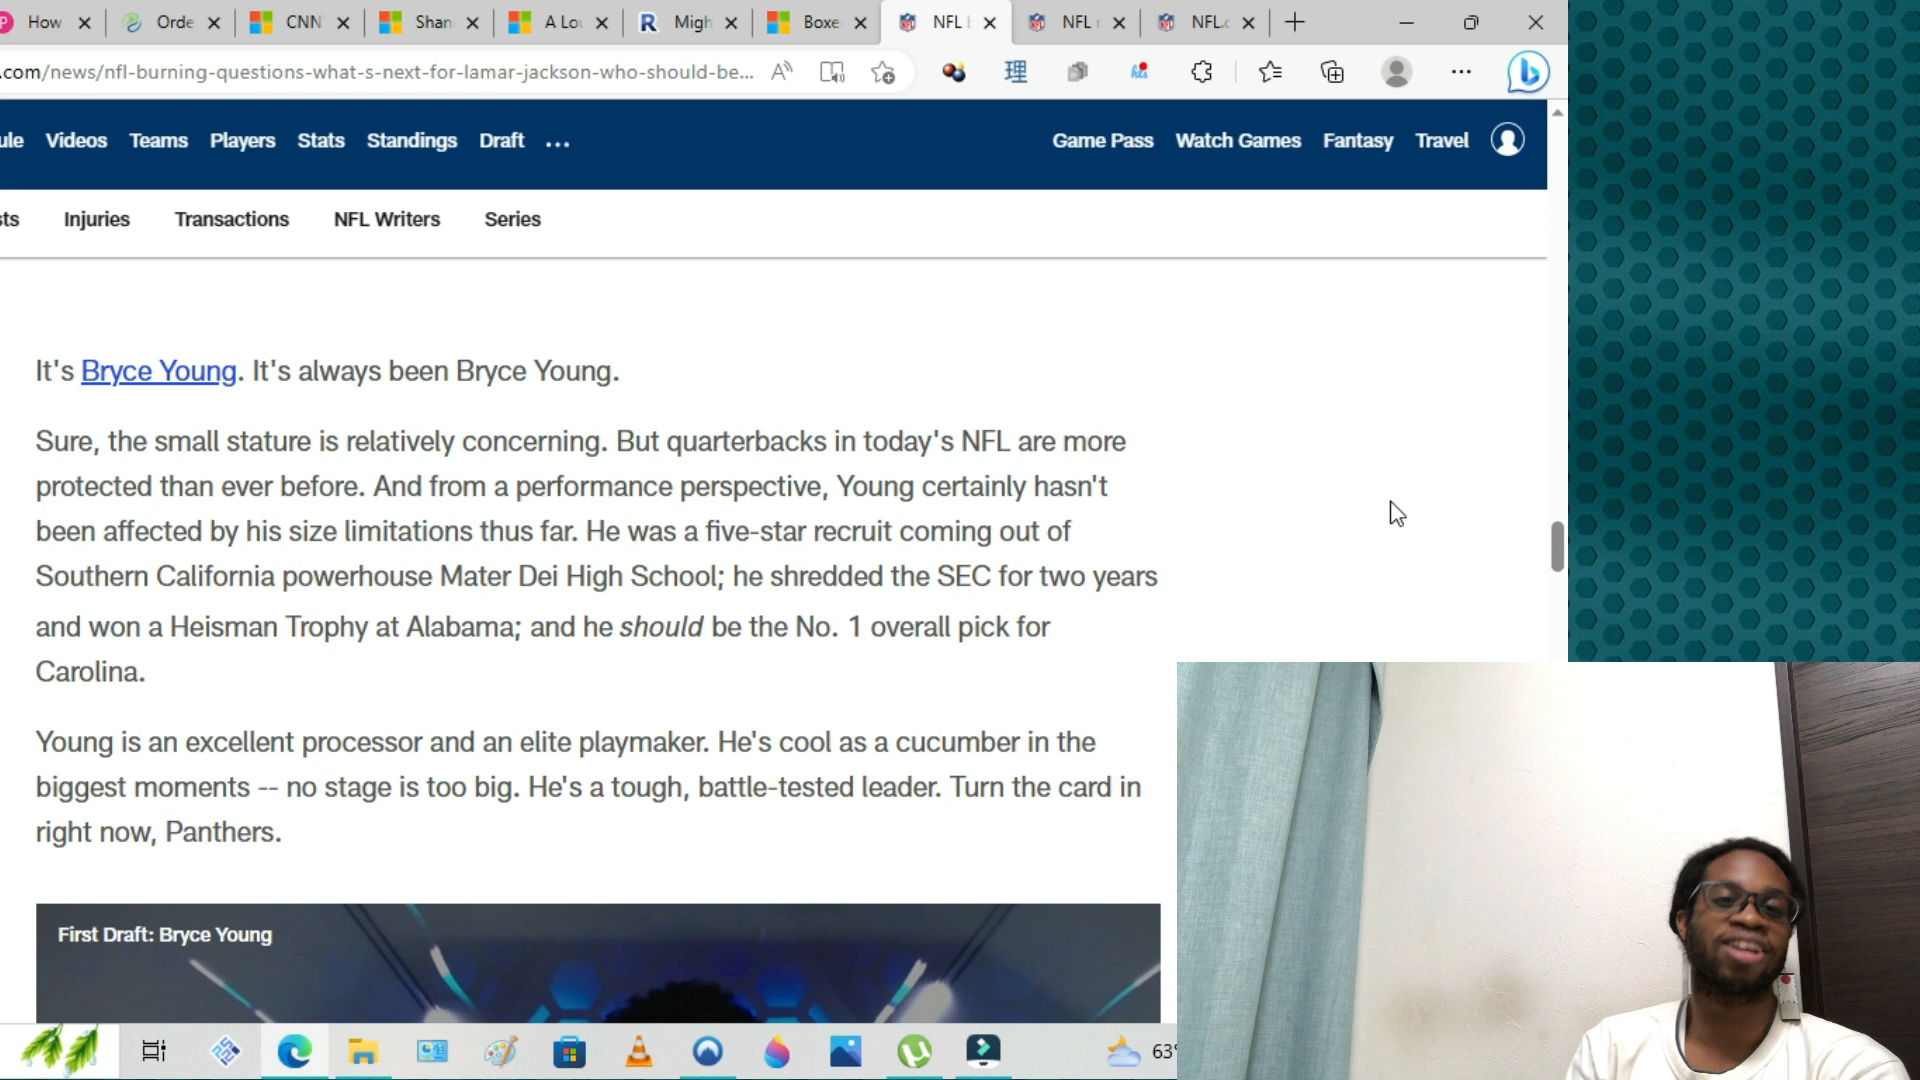 How
Orde
CNN
Shan
A Lo
Migh
Boxe
NFL
NFL
NFL.
.com/news/nfl-burning-questions-what-s-next-for-lamar-jackson-who-should-be...
理
ule Videos Teams Players Stats Standings Draft ...
Game Pass Watch Games Fantasy Travel
sts Injuries Transactions NFL Writers Series
It's Bryce Young. It's always been Bryce Young.
Sure, the small stature is relatively concerning. But quarterbacks in today's NFL are more
protected than ever before. And from a performance perspective, Young certainly hasn't
been affected by his size limitations thus far. He was a five-star recruit coming out of
Southern California powerhouse Mater Dei High School; he shredded the SEC for two years
and won a Heisman Trophy at Alabama; and he should be the No. 1 overall pick for
Carolina.
Young is an excellent processor and an elite playmaker. He's cool as a cucumber in the
biggest moments -- no stage is too big. He's a tough, battle-tested leader. Turn the card in
right now, Panthers.
First Draft: Bryce Young
63°